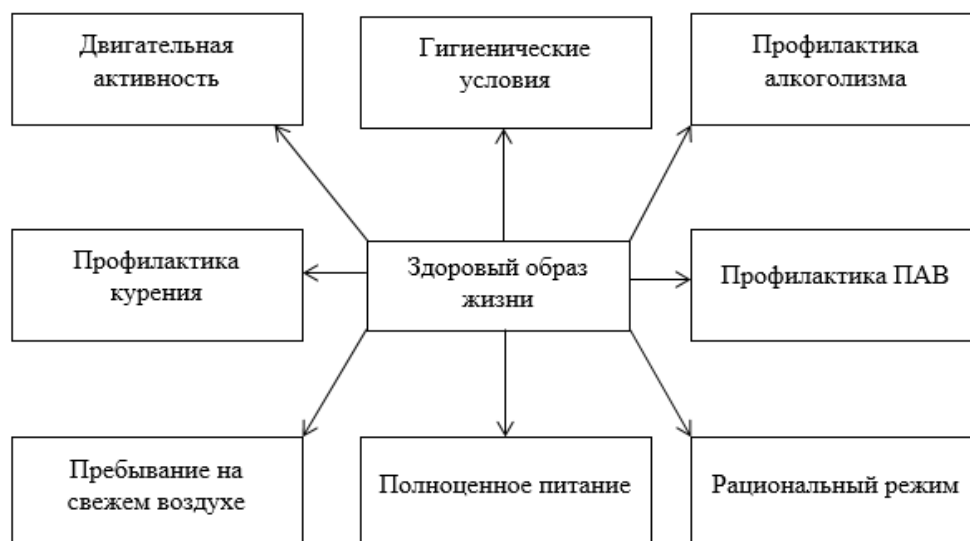 Двигательная
активность
Гигиенические
условия
Профилактика
алкоголизма
Профилактика
курения
Здоровый образ
жизни
Профилактика ПАВ
Пребывание на
свежем воздухе
Полноценное питание
Рациональный режим